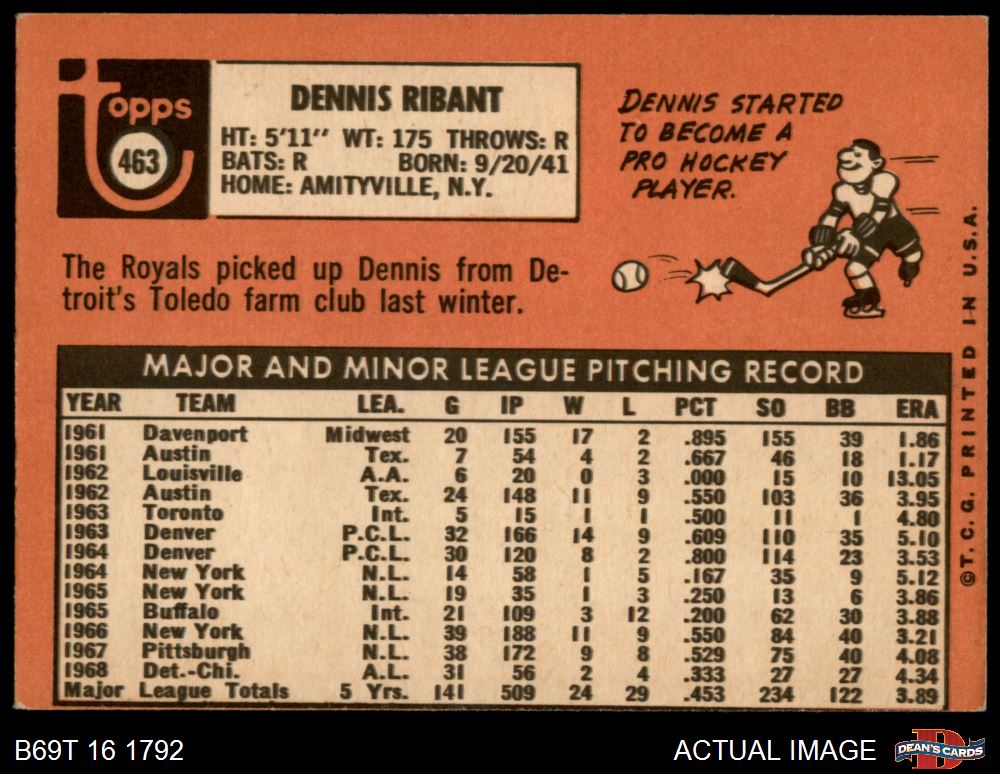 Topps
463
DENNIS RIBANT
HT: 5'11" WT: 175 THROWS: R
BATS: R BORN: 9/20/41
HOME: AMITYVILLE, N.Y.
DENNIS STARTED
TO BECOME A
PRO HOCKEY
PLAYER.
The Royals picked up Dennis from De-
troit's Toledo farm club last winter.
MAJOR AND MINOR LEAGUE PITCHING RECORD
YEAR TEAM LEA. G IP W L PCT SO BB ERA
1961 Davenport Midwest 20 155 17 2 .895 155 39 1.86
1961 Austin Tex. 7 54 4 2 .667 46 18 1.17
1962 Louisville A.A. 6 20 0 3 .000 15 10 13.05
1962 Austin Tex. 24 148 11 9 .550 103 36 3.95
1963 Toronto Int. 5 15 1 1 .500 11 1 4.80
1963 Denver P.C.L. 32 166 14 9 .609 110 35 5.10
1964 Denver P.C.L. 30 120 8 2 .800 114 23 3.53
1964 New York N.L. 14 58 1 5 .167 35 9 5.12
1965 New York N.L. 19 35 1 3 .250 13 6 3.86
1965 Buffalo Int. 21 109 3 12 .200 62 30 3.88
1966 New York N.L. 39 188 11 9 .550 84 40 3.21
1967 Pittsburgh N.L. 38 172 9 8 .529 75 40 4.08
1968 Det.-Chi. A.L. 31 56 2 4 .333 27 27 4.34
Major League Totals 5 Yrs. 141 509 24 29 .453 234 122 3.89
©T.C.G. PRINTED IN U.S.A.
B69T 16 1792
ACTUAL IMAGE
D
DEAN'S CARDS